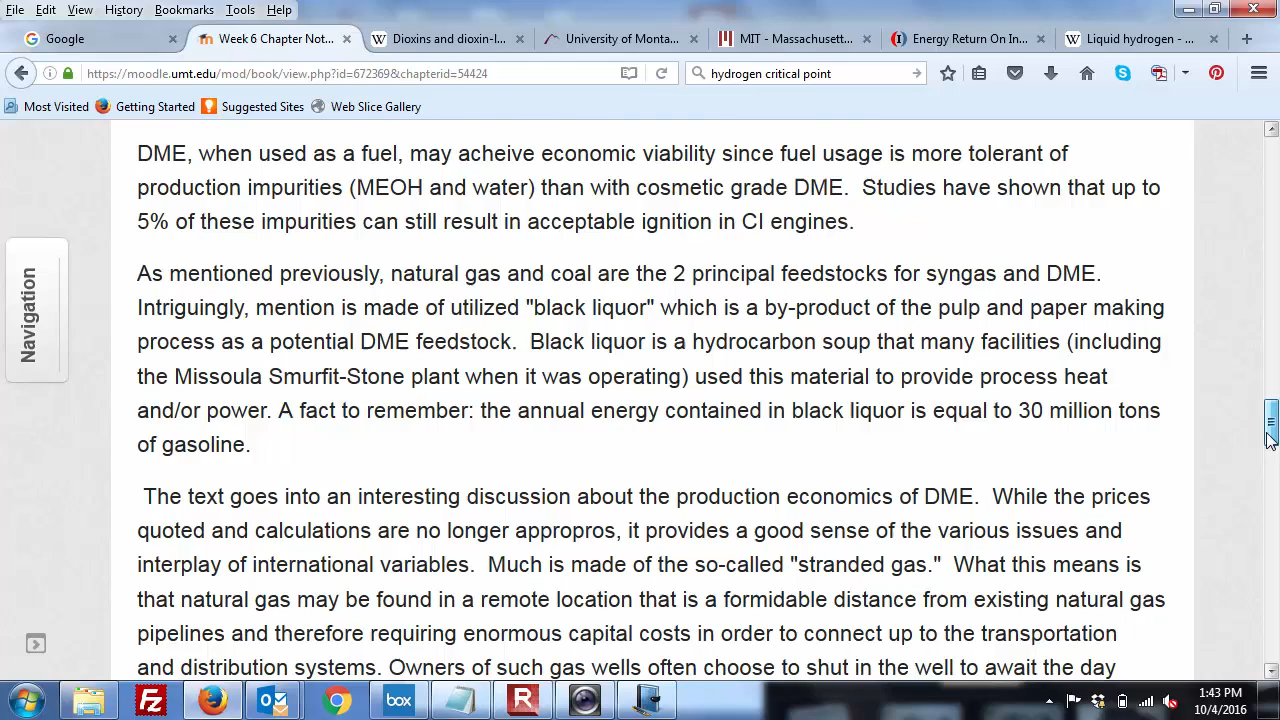 File Edit View History Bookmarks Tools Help
Google
Week 6 Chapter Not...
Dioxins and dioxin-l...
University of Monta...
MIT - Massachusett...
Energy Return On In...
Liquid hydrogen - ...
https://moodle.umt.edu/mod/book/view.php?id=672369&chapterid=54424
hydrogen critical point
Most Visited Getting Started Suggested Sites Web Slice Gallery
Navigation
DME, when used as a fuel, may acheive economic viability since fuel usage is more tolerant of
production impurities (MEOH and water) than with cosmetic grade DME.  Studies have shown that up to
5% of these impurities can still result in acceptable ignition in CI engines.
As mentioned previously, natural gas and coal are the 2 principal feedstocks for syngas and DME.
Intriguingly, mention is made of utilized "black liquor" which is a by-product of the pulp and paper making
process as a potential DME feedstock.  Black liquor is a hydrocarbon soup that many facilities (including
the Missoula Smurfit-Stone plant when it was operating) used this material to provide process heat
and/or power. A fact to remember: the annual energy contained in black liquor is equal to 30 million tons
of gasoline.
The text goes into an interesting discussion about the production economics of DME.  While the prices
quoted and calculations are no longer appropros, it provides a good sense of the various issues and
interplay of international variables.  Much is made of the so-called "stranded gas."  What this means is
that natural gas may be found in a remote location that is a formidable distance from existing natural gas
pipelines and therefore requiring enormous capital costs in order to connect up to the transportation
and distribution systems. Owners of such gas wells often choose to shut in the well to await the day
box
1:43 PM
10/4/2016